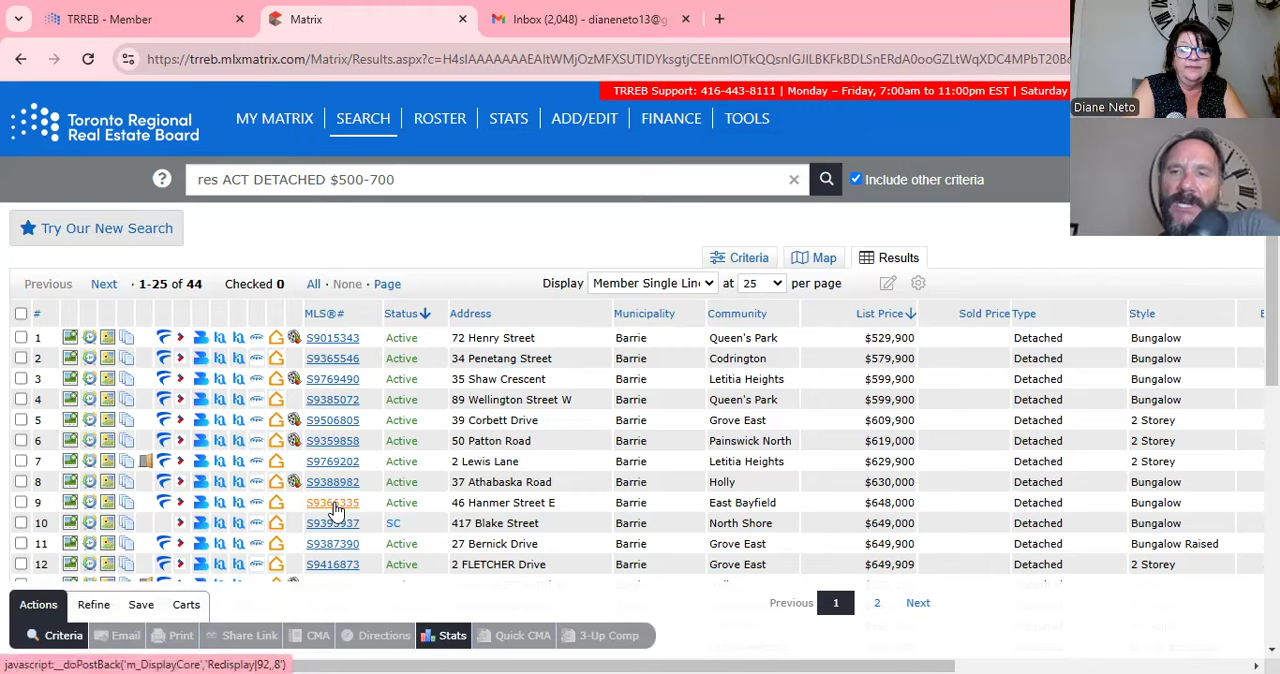 TRREB - Member
Matrix
Inbox (2,048) - dianeneto13@g
https://trreb.mlxmatrix.com/Matrix/Results.aspx?c=
TRREB Support: 416-443-8111 | Monday – Friday, 7:00am to 11:00pm EST | Saturday
Toronto Regional
Real Estate Board
MY MATRIX SEARCH ROSTER STATS ADD/EDIT FINANCE TOOLS
Diane Neto
? res ACT DETACHED $500-700 Include other criteria
Try Our New Search
Criteria Map Results
Previous Next · 1-25 of 44 Checked 0 All · None · Page Display Member Single Line at 25 per page
# MLS®# Status Address Municipality Community List Price Sold Price Type Style
1 S9015343 Active 72 Henry Street Barrie Queen's Park $529,900 Detached Bungalow
2 S9365546 Active 34 Penetang Street Barrie Codrington $579,900 Detached Bungalow
3 S9769490 Active 35 Shaw Crescent Barrie Letitia Heights $599,900 Detached Bungalow
4 S9385072 Active 89 Wellington Street W Barrie Queen's Park $599,900 Detached Bungalow
5 S9506805 Active 39 Corbett Drive Barrie Grove East $609,900 Detached 2 Storey
6 S9359858 Active 50 Patton Road Barrie Painswick North $619,000 Detached 2 Storey
7 S9769202 Active 2 Lewis Lane Barrie Letitia Heights $629,900 Detached 2 Storey
8 S9388982 Active 37 Athabaska Road Barrie Holly $630,000 Detached 2 Storey
9 Active 46 Hanmer Street E Barrie East Bayfield $648,000 Detached 2 Storey
10 SC 417 Blake Street Barrie North Shore $649,000 Detached 2 Storey
11 S9387390 Active 27 Bernick Drive Barrie Grove East $649,900 Detached Bungalow Raised
12 S9416873 Active 2 FLETCHER Drive Barrie Grove East $649,909 Detached 2 Storey
Actions Refine Save Carts
Previous 1 2 Next
Criteria Email Print Share Link CMA Directions Stats Quick CMA 3-Up Comp
javascript:__doPostBack('m_DisplayCore','Redisplay|92,,8')